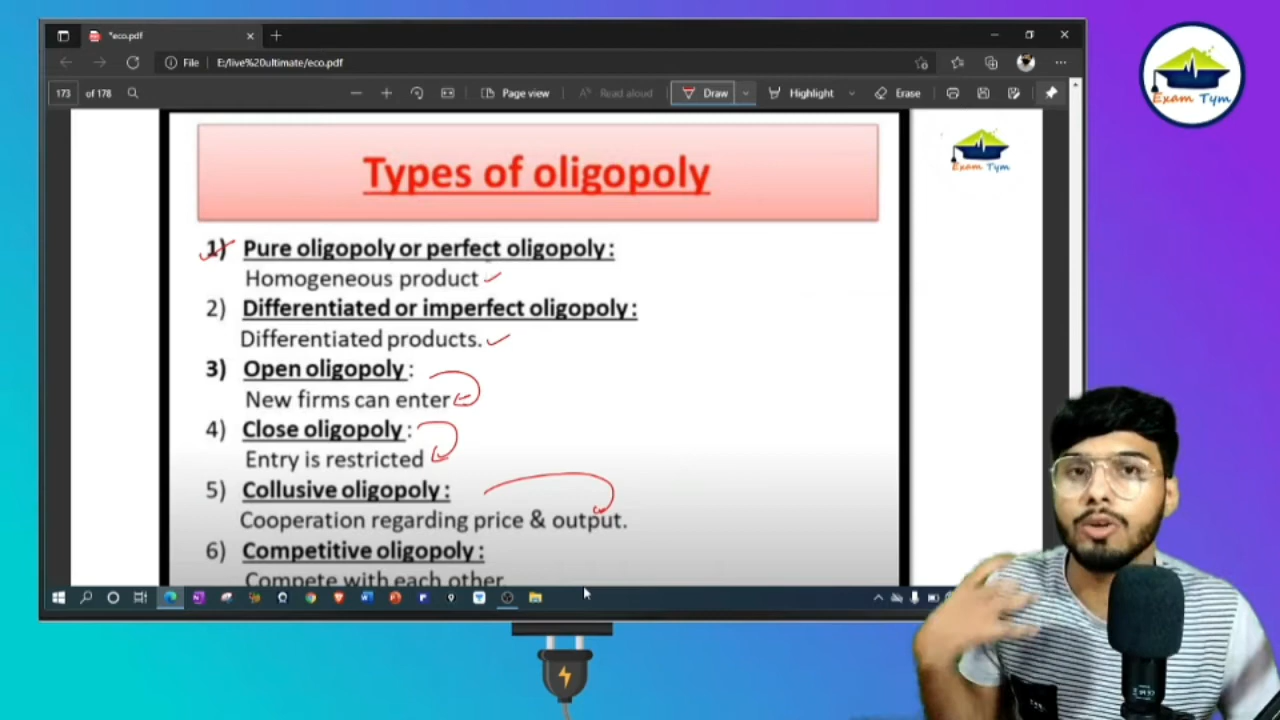 *eco.pdf
File E:/live%20ultimate/eco.pdf
173 of 178 Page view Read aloud Draw Highlight Erase
Exam Tym
Exam Tym
Types of oligopoly
1) Pure oligopoly or perfect oligopoly :
Homogeneous product
2) Differentiated or imperfect oligopoly :
Differentiated products.
3) Open oligopoly :
New firms can enter
4) Close oligopoly :
Entry is restricted
5) Collusive oligopoly :
Cooperation regarding price & output.
6) Competitive oligopoly :
Compete with each other.